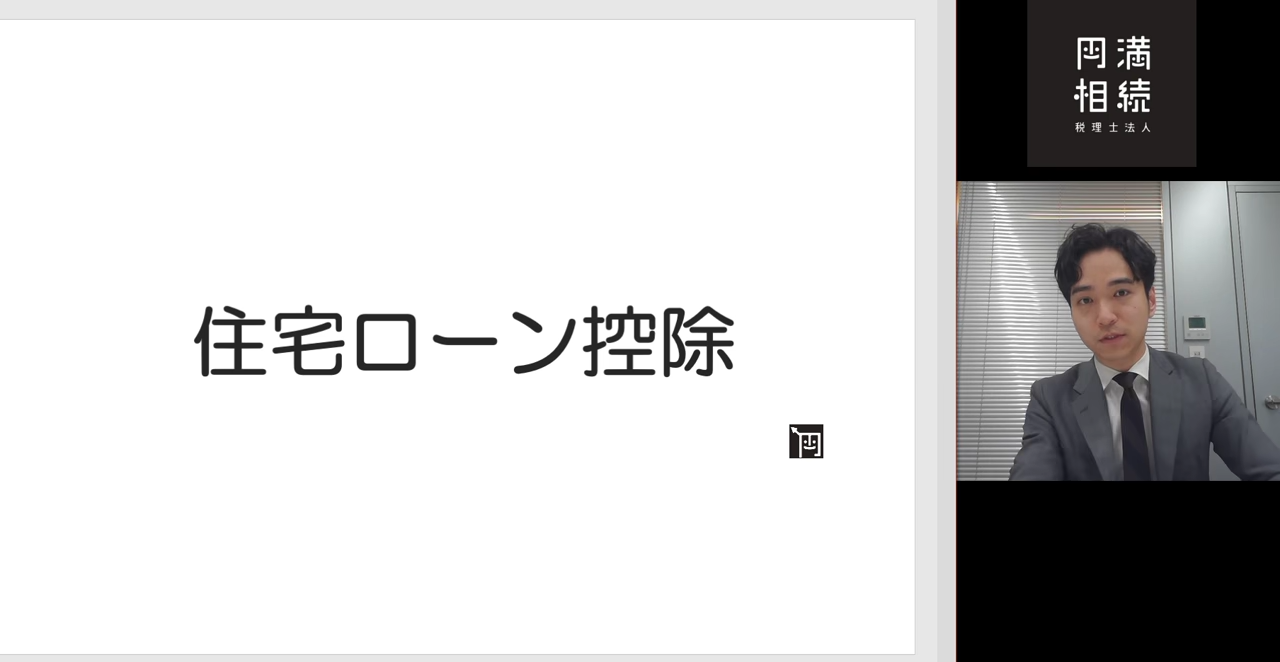 住宅ローン控除
円満
相続
税理士法人